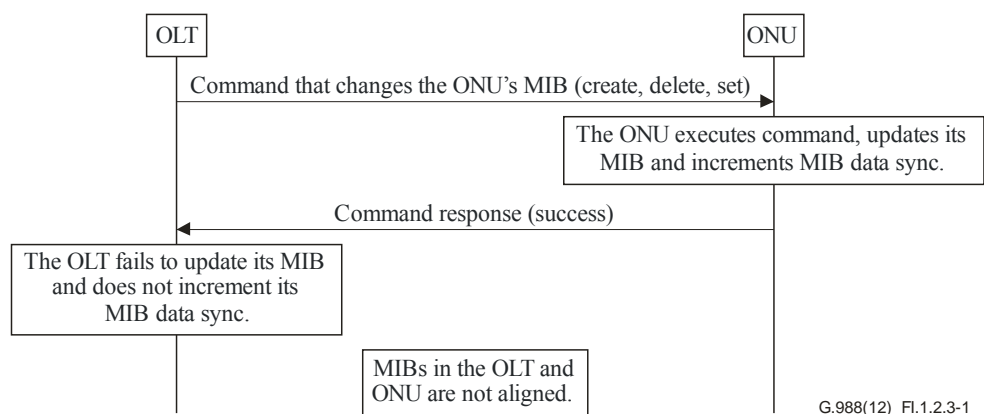 OLT
ONU
Command that changes the ONU's MIB (create, delete, set)
The ONU executes command, updates its
MIB and increments MIB data sync.
Command response (success)
The OLT fails to update its MIB
and does not increment its
MIB data sync.
MIBs in the OLT and
ONU are not aligned.
G.988(12)_FI.1.2.3-1